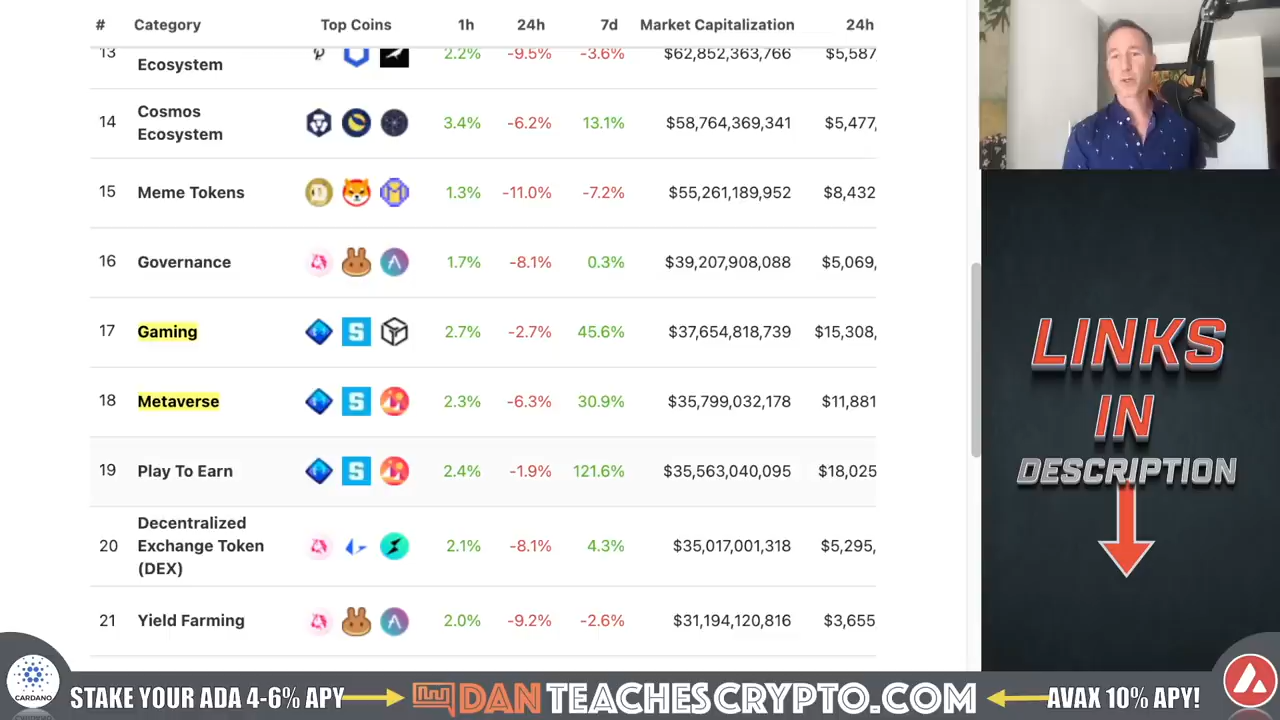 # Category Top Coins 1h 24h 7d Market Capitalization 24h
13 Ecosystem 2.2% -9.5% -3.6% $62,852,363,766 $5,587
14 Cosmos Ecosystem 3.4% -6.2% 13.1% $58,764,369,341 $5,477,
15 Meme Tokens 1.3% -11.0% -7.2% $55,261,189,952 $8,432
16 Governance 1.7% -8.1% 0.3% $39,207,908,088 $5,069,
17 Gaming 2.7% -2.7% 45.6% $37,654,818,739 $15,308,
18 Metaverse 2.3% -6.3% 30.9% $35,799,032,178 $11,881
19 Play To Earn 2.4% -1.9% 121.6% $35,563,040,095 $18,025
20 Decentralized Exchange Token (DEX) 2.1% -8.1% 4.3% $35,017,001,318 $5,295,
21 Yield Farming 2.0% -9.2% -2.6% $31,194,120,816 $3,655
LINKS
IN
DESCRIPTION
CARDANO
STAKE YOUR ADA 4-6% APY DANTEACHESCRYPTO.COM AVAX 10% APY!